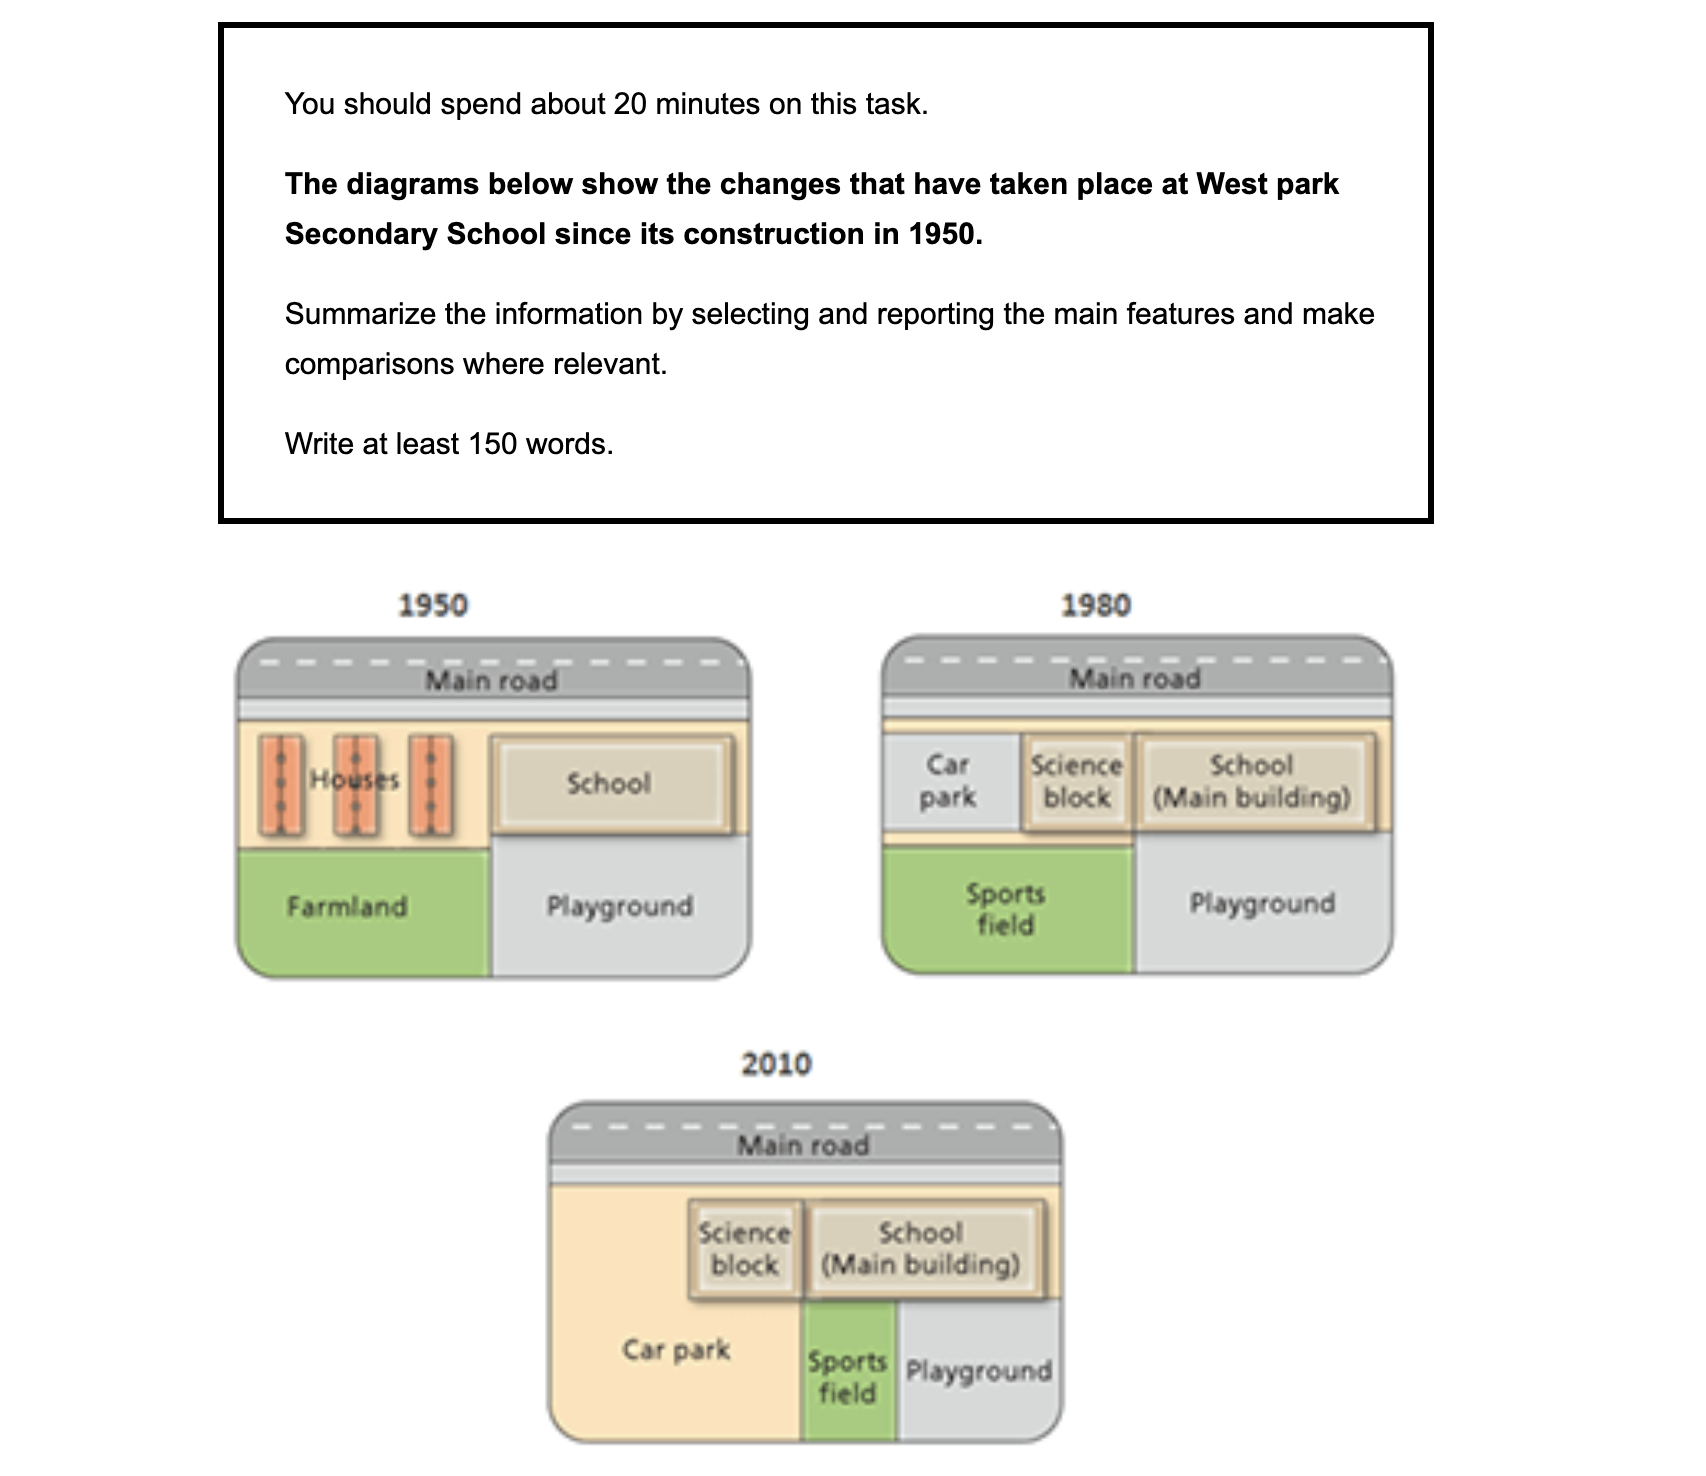 You should spend about 20 minutes on this task.
The diagrams below show the changes that have taken place at West park
Secondary School since its construction in 1950.
Summarize the information by selecting and reporting the main features and make
comparisons where relevant.
Write at least 150 words.
1950
Main road
Houses
School
Farmland
Playground
1980
Main road
Car
park
Science
block
School
(Main building)
Sports
field
Playground
2010
Main road
Science
block
School
(Main building)
Car park
Sports
field
Playground